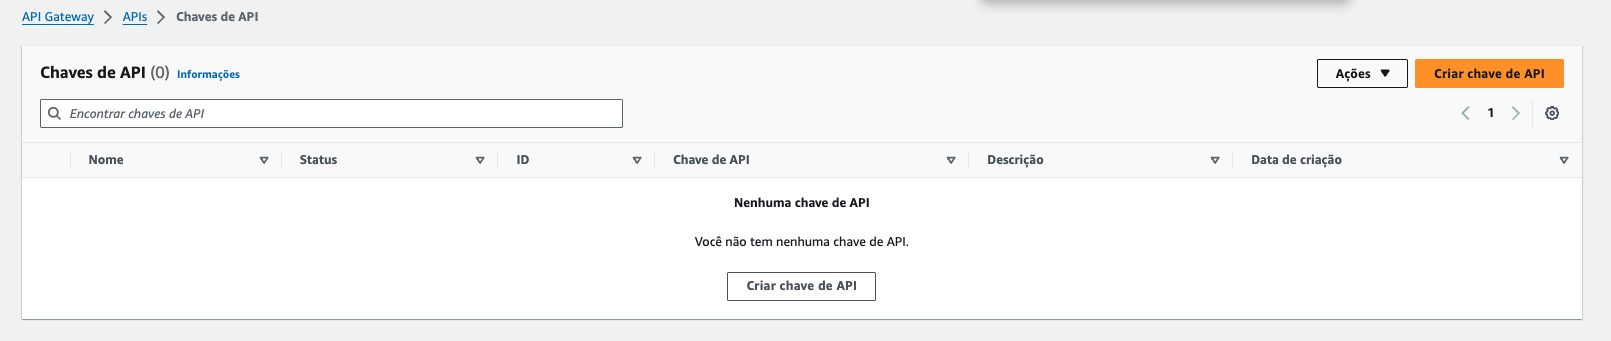 API Gateway > APIs > Chaves de API
Chaves de API (0) Informações
Ações Criar chave de API
Encontrar chaves de API
1
Nome Status ID Chave de API Descrição Data de criação
Nenhuma chave de API
Você não tem nenhuma chave de API.
Criar chave de API